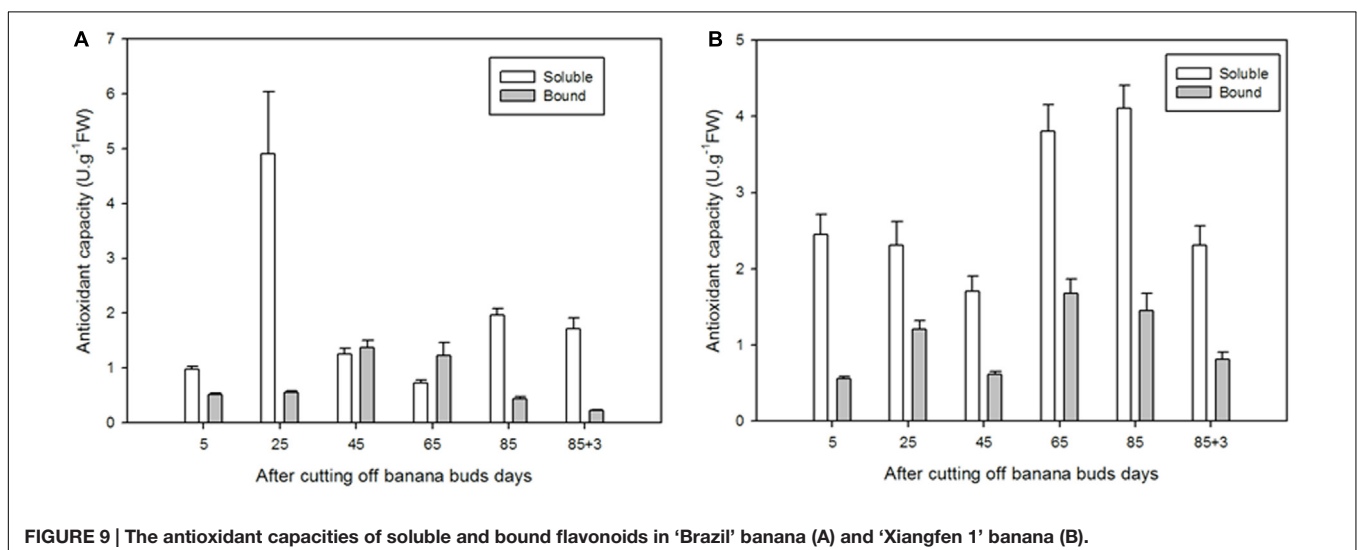 A
7
6
5
4
3
2
1
0
Antioxidant capacity (U.g⁻¹FW)
Soluble
Bound
5 25 45 65 85 85+3
After cutting off banana buds days
B
5
4
3
2
1
0
Antioxidant capacity (U.g⁻¹FW)
Soluble
Bound
5 25 45 65 85 85+3
After cutting off banana buds days
FIGURE 9 | The antioxidant capacities of soluble and bound flavonoids in ‘Brazil’ banana (A) and ‘Xiangfen 1’ banana (B).